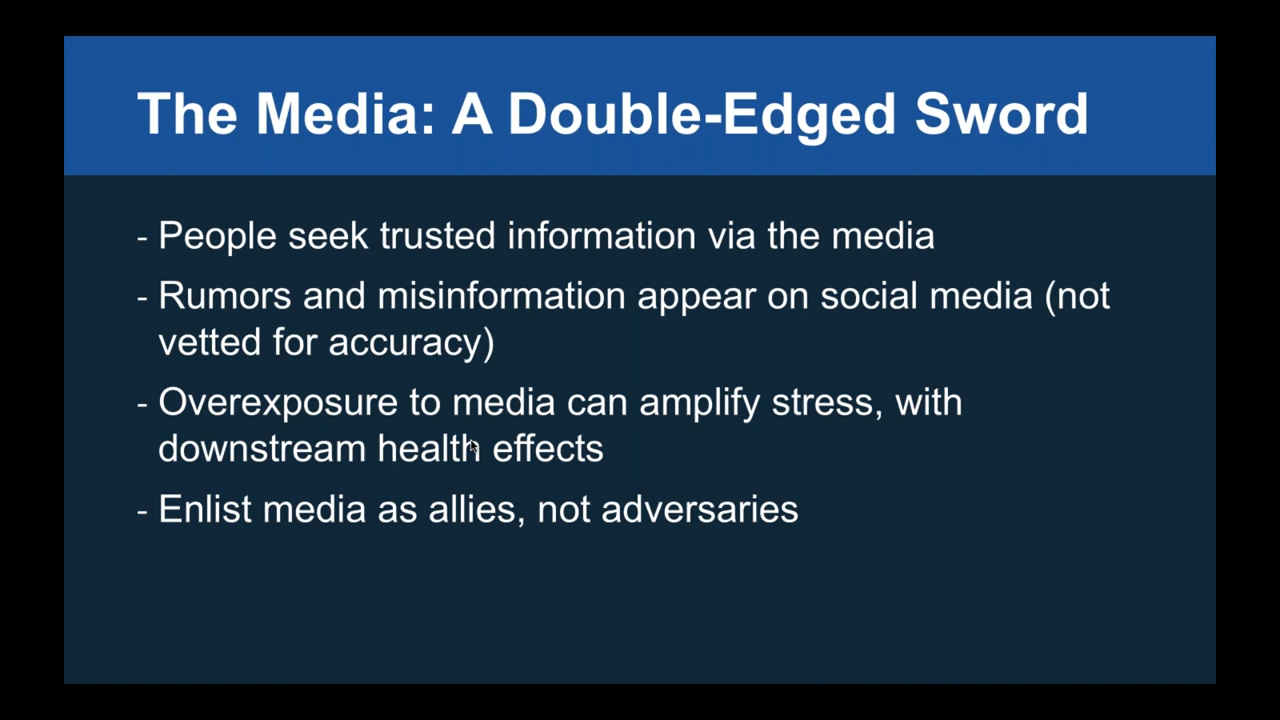 The Media: A Double-Edged Sword
- People seek trusted information via the media
- Rumors and misinformation appear on social media (not
vetted for accuracy)
- Overexposure to media can amplify stress, with
downstream health effects
- Enlist media as allies, not adversaries